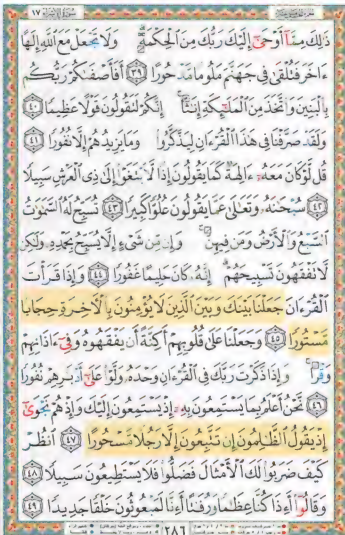 سورة الإسراء ١٧
ذَٰلِكَ مِمَّآ أَوْحَىٰٓ إِلَيْكَ رَبُّكَ مِنَ ٱلْحِكْمَةِۗ وَلَا تَجْعَلْ مَعَ ٱللَّهِ إِلَٰهًا
ءَاخَرَ فَتُلْقَىٰ فِى جَهَنَّمَ مَلُومًا مَّدْحُورًا ٣٩ أَفَأَصْفَىٰكُمْ رَبُّكُم
بِٱلْبَنِينَ وَٱتَّخَذَ مِنَ ٱلْمَلَٰٓئِكَةِ إِنَٰثًاۚ إِنَّكُمْ لَتَقُولُونَ قَوْلًا عَظِيمًا ٤٠
وَلَقَدْ صَرَّفْنَا فِى هَٰذَا ٱلْقُرْءَانِ لِيَذَّكَّرُوا۟ وَمَا يَزِيدُهُمْ إِلَّا نُفُورًا ٤١
قُل لَّوْ كَانَ مَعَهُۥٓ ءَالِهَةٌ كَمَا يَقُولُونَ إِذًا لَّٱبْتَغَوْا۟ إِلَىٰ ذِى ٱلْعَرْشِ سَبِيلًا
٤٢ سُبْحَٰنَهُۥ وَتَعَٰلَىٰ عَمَّا يَقُولُونَ عُلُوًّا كَبِيرًا ٤٣ تُسَبِّحُ لَهُ ٱلسَّمَٰوَٰتُ
ٱلسَّبْعُ وَٱلْأَرْضُ وَمَن فِيهِنَّۚ وَإِن مِّن شَىْءٍ إِلَّا يُسَبِّحُ بِحَمْدِهِۦ وَلَٰكِن
لَّا تَفْقَهُونَ تَسْبِيحَهُمْۗ إِنَّهُۥ كَانَ حَلِيمًا غَفُورًا ٤٤ وَإِذَا قَرَأْتَ
ٱلْقُرْءَانَ جَعَلْنَا بَيْنَكَ وَبَيْنَ ٱلَّذِينَ لَا يُؤْمِنُونَ بِٱلْءَاخِرَةِ حِجَابًا
مَّسْتُورًا ٤٥ وَجَعَلْنَا عَلَىٰ قُلُوبِهِمْ أَكِنَّةً أَن يَفْقَهُوهُ وَفِىٓ ءَاذَانِهِمْ
وَقْرًاۚ وَإِذَا ذَكَرْتَ رَبَّكَ فِى ٱلْقُرْءَانِ وَحْدَهُۥ وَلَّوْا۟ عَلَىٰٓ أَدْبَٰرِهِمْ نُفُورًا
٤٦ نَّحْنُ أَعْلَمُ بِمَا يَسْتَمِعُونَ بِهِۦٓ إِذْ يَسْتَمِعُونَ إِلَيْكَ وَإِذْ هُمْ نَجْوَىٰٓ
إِذْ يَقُولُ ٱلظَّٰلِمُونَ إِن تَتَّبِعُونَ إِلَّا رَجُلًا مَّسْحُورًا ٤٧ ٱنظُرْ
كَيْفَ ضَرَبُوا۟ لَكَ ٱلْأَمْثَالَ فَضَلُّوا۟ فَلَا يَسْتَطِيعُونَ سَبِيلًا ٤٨
وَقَالُوٓا۟ أَءِذَا كُنَّا عِظَٰمًا وَرُفَٰتًا أَءِنَّا لَمَبْعُوثُونَ خَلْقًا جَدِيدًا ٤٩
٢٨٦